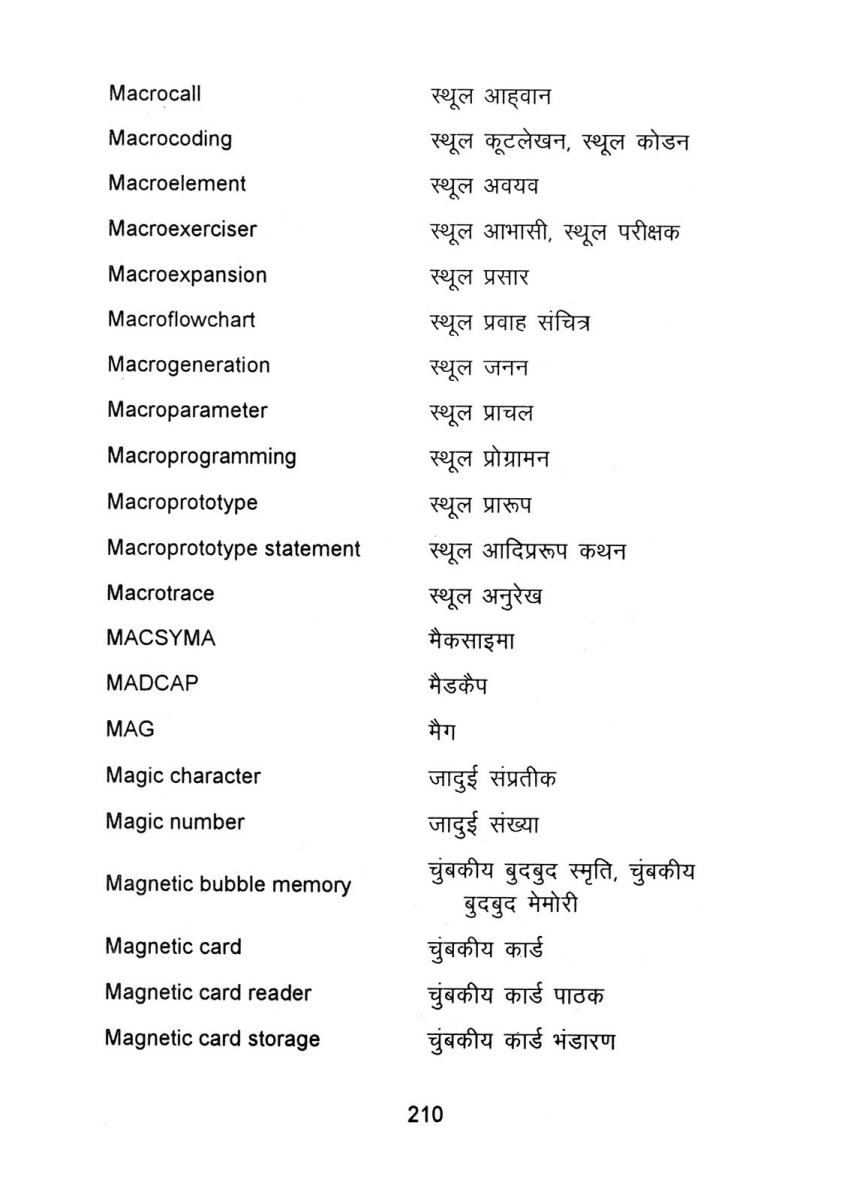 Macrocall स्थूल आह्वान
Macrocoding स्थूल कूटलेखन, स्थूल कोडन
Macroelement स्थूल अवयव
Macroexerciser स्थूल आभासी, स्थूल परीक्षक
Macroexpansion स्थूल प्रसार
Macroflowchart स्थूल प्रवाह संचित्र
Macrogeneration स्थूल जनन
Macroparameter स्थूल प्राचल
Macroprogramming स्थूल प्रोग्रामन
Macroprototype स्थूल प्रारूप
Macroprototype statement स्थूल आदिप्ररूप कथन
Macrotrace स्थूल अनुरेख
MACSYMA मैकसाइमा
MADCAP मैडकैप
MAG मैग
Magic character जादुई संप्रतीक
Magic number जादुई संख्या
Magnetic bubble memory चुंबकीय बुदबुद स्मृति, चुंबकीय
बुदबुद मेमोरी
Magnetic card चुंबकीय कार्ड
Magnetic card reader चुंबकीय कार्ड पाठक
Magnetic card storage चुंबकीय कार्ड भंडारण
210